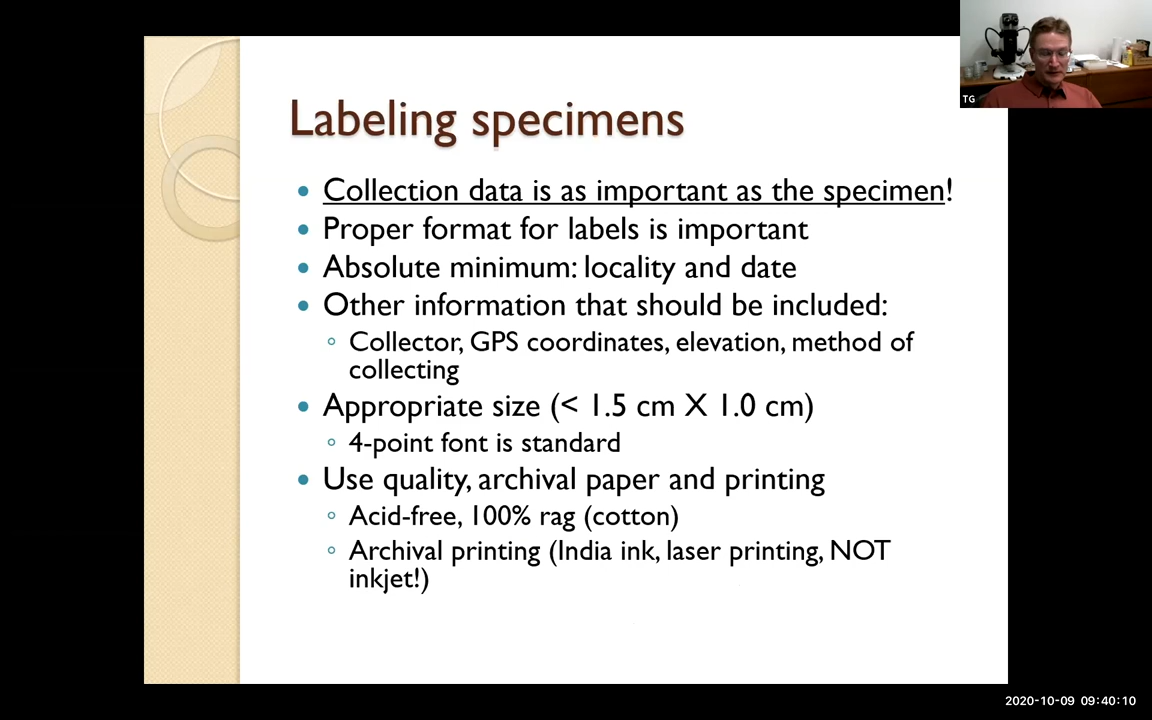 TG
Labeling specimens
Collection data is as important as the specimen!
Proper format for labels is important
Absolute minimum: locality and date
Other information that should be included:
Collector, GPS coordinates, elevation, method of
collecting
Appropriate size (< 1.5 cm X 1.0 cm)
4-point font is standard
Use quality, archival paper and printing
Acid-free, 100% rag (cotton)
Archival printing (India ink, laser printing, NOT
inkjet!)
2020-10-09 09:40:10